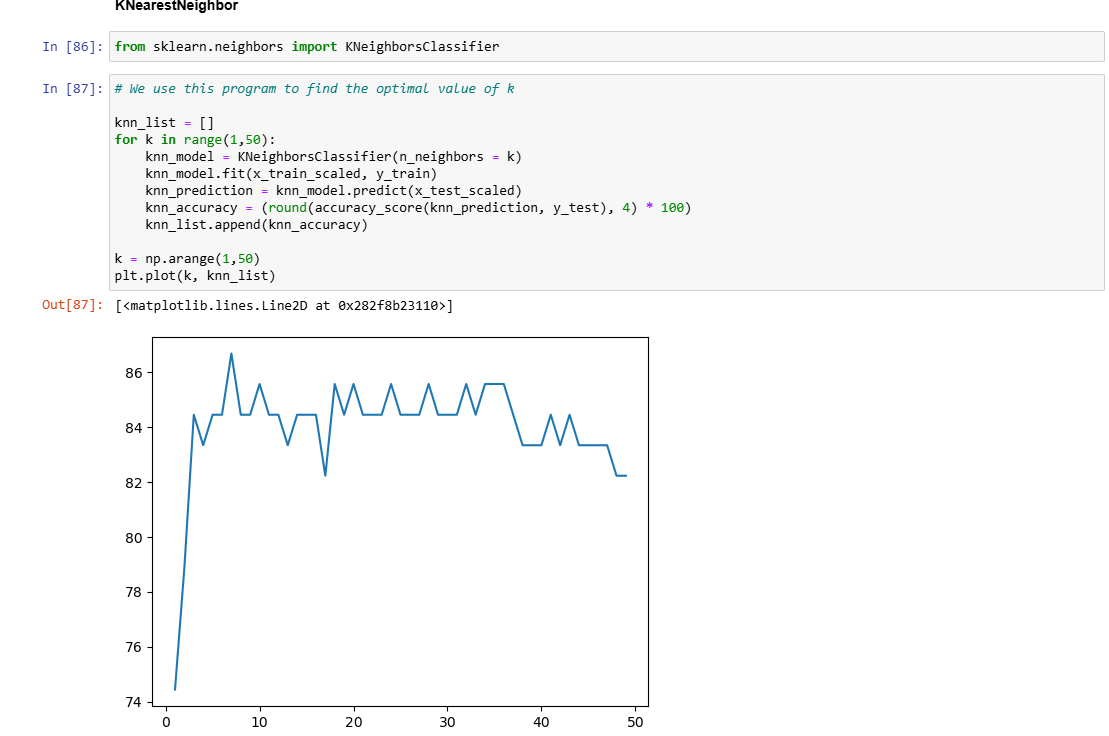 KNearestNeighbor
In [86]: from sklearn.neighbors import KNeighborsClassifier
In [87]: # We use this program to find the optimal value of k
knn_list = []
for k in range(1,50):
    knn_model = KNeighborsClassifier(n_neighbors = k)
    knn_model.fit(x_train_scaled, y_train)
    knn_prediction = knn_model.predict(x_test_scaled)
    knn_accuracy = (round(accuracy_score(knn_prediction, y_test), 4) * 100)
    knn_list.append(knn_accuracy)
k = np.arange(1,50)
plt.plot(k, knn_list)
Out[87]: [<matplotlib.lines.Line2D at 0x282f8b23110>]
86
84
82
80
78
76
74
0 10 20 30 40 50